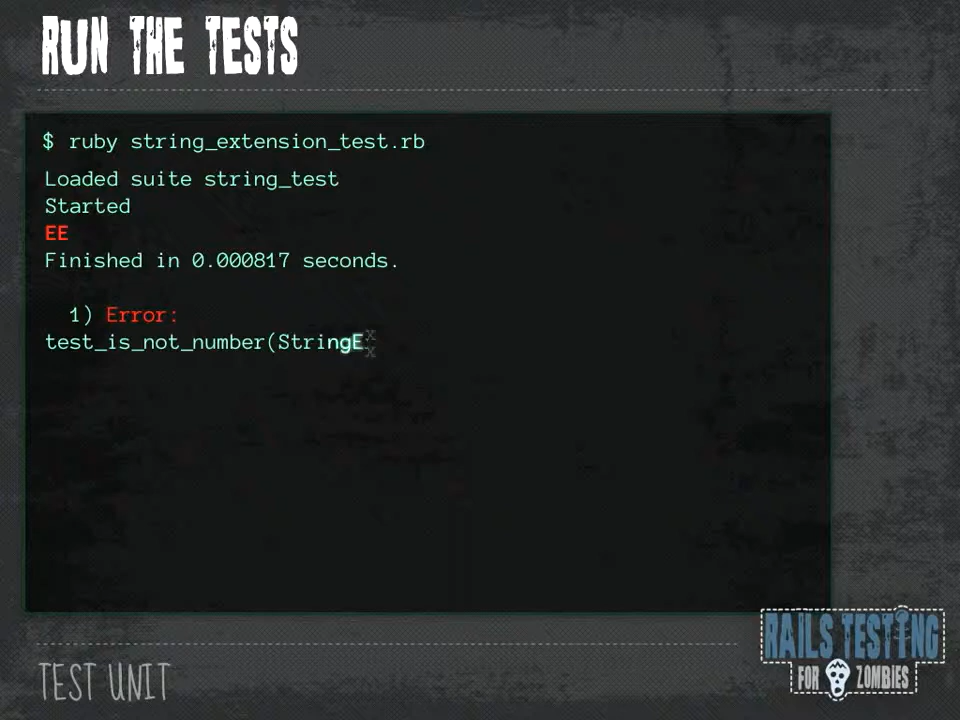 RUN THE TESTS
$ ruby string_extension_test.rb
Loaded suite string_test
Started
EE
Finished in 0.000817 seconds.
1) Error:
test_is_not_number(StringE
RAILS TESTING
FOR ZOMBIES
TEST UNIT